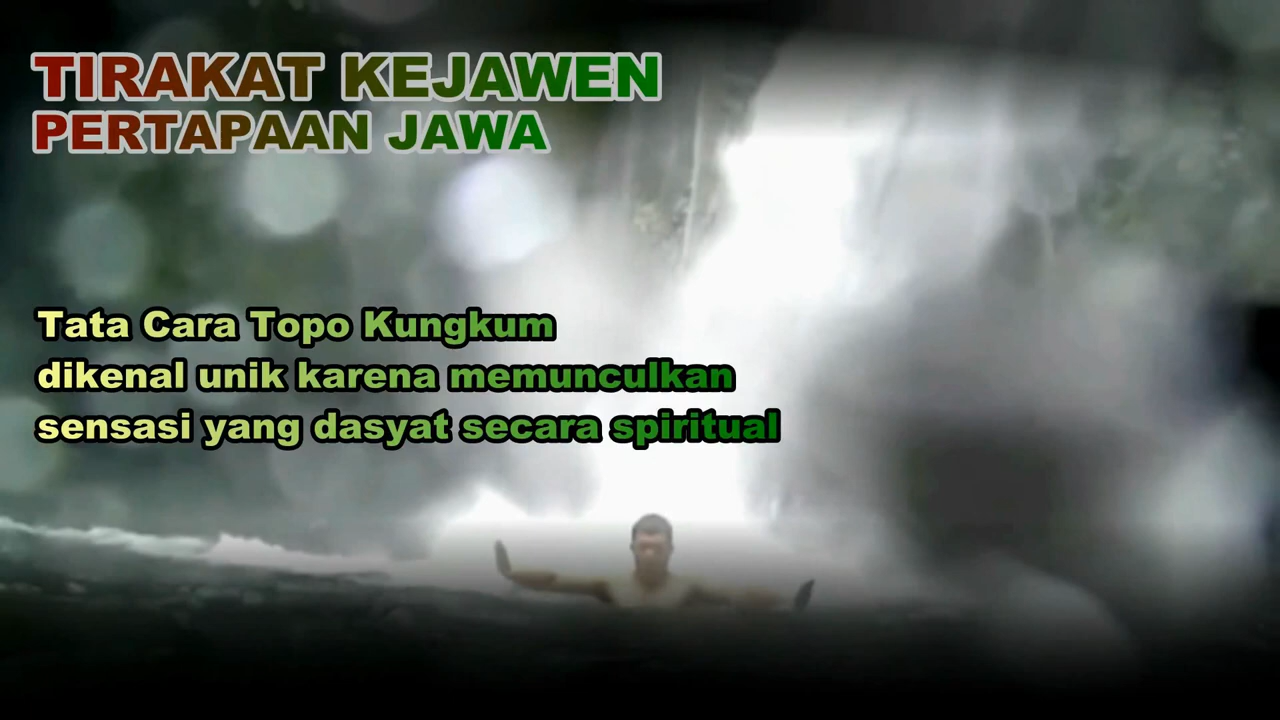 TIRAKAT KEJAWEN
PERTAPAAN JAWA
Tata Cara Topo Kungkum
dikenal unik karena memunculkan
sensasi yang dasyat secara spiritual